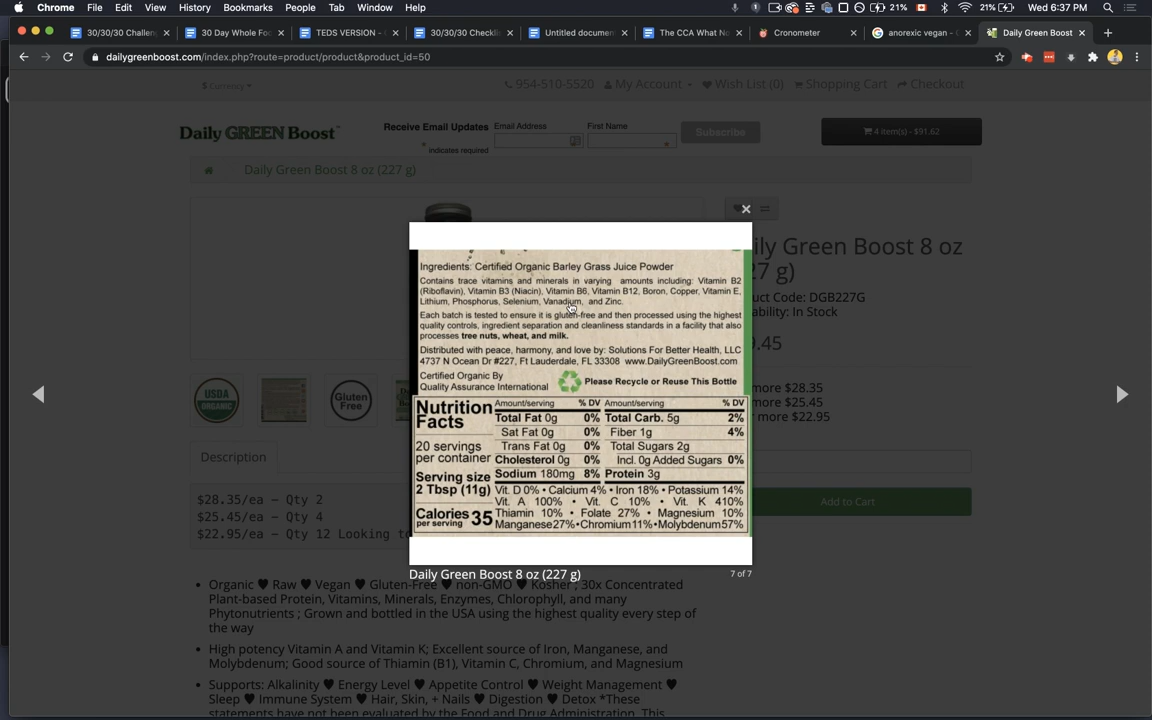 Chrome File Edit View History Bookmarks People Tab Window Help 21% 21% Wed 6:37 PM
30/30/30 Challen 30 Day Whole Foo TEDS VERSION - 30/30/30 Checkli Untitled documen The CCA What Ne Cronometer anorexic vegan - Daily Green Boost
dailygreenboost.com/index.php?route=product/product&product_id=50
$ Currency 954-510-5520 My Account Wish List (0) Shopping Cart Checkout
Daily GREEN Boost Receive Email Updates Email Address First Name Subscribe 4 item(s) - $91.62
* indicates required
Daily Green Boost 8 oz (227 g)
ily Green Boost 8 oz
7 g)
uct Code: DGB227G
ability: In Stock
9.45
more $28.35
more $25.45
r more $22.95
Add to Cart
USDA
ORGANIC
Gluten
Free
Description
$28.35/ea – Qty 2
$25.45/ea – Qty 4
$22.95/ea – Qty 12 Looking to
Ingredients: Certified Organic Barley Grass Juice Powder
Contains trace vitamins and minerals in varying amounts including: Vitamin B2
(Riboflavin), Vitamin B3 (Niacin), Vitamin B6, Vitamin B12, Boron, Copper, Vitamin E,
Lithium, Phosphorus, Selenium, Vanadium, and Zinc.
Each batch is tested to ensure it is gluten-free and then processed using the highest
quality controls, ingredient separation and cleanliness standards in a facility that also
processes tree nuts, wheat, and milk.
Distributed with peace, harmony, and love by: Solutions For Better Health, LLC
4737 N Ocean Dr #227, Ft Lauderdale, FL 33308 www.DailyGreenBoost.com
Certified Organic By
Quality Assurance International
Please Recycle or Reuse This Bottle
Nutrition
Facts
20 servings
per container
Serving size
2 Tbsp (11g)
Calories 35
per serving
Amount/serving % DV Amount/serving % DV
Total Fat 0g 0% Total Carb. 5g 2%
Sat Fat 0g 0% Fiber 1g 4%
Trans Fat 0g 0% Total Sugars 2g
Cholesterol 0g 0% Incl. 0g Added Sugars 0%
Sodium 180mg 8% Protein 3g
Vit. D 0% • Calcium 4% • Iron 18% • Potassium 14%
Vit. A 100% • Vit. C 10% • Vit. K 410%
Thiamin 10% • Folate 27% • Magnesium 10%
Manganese 27% • Chromium 11% • Molybdenum 57%
Daily Green Boost 8 oz (227 g) 7 of 7
• Organic ♥ Raw ♥ Vegan ♥ Gluten-Free ♥ non-GMO ♥ Kosher ; 30x Concentrated
Plant-based Protein, Vitamins, Minerals, Enzymes, Chlorophyll, and many
Phytonutrients ; Grown and bottled in the USA using the highest quality every step of
the way
• High potency Vitamin A and Vitamin K; Excellent source of Iron, Manganese, and
Molybdenum; Good source of Thiamin (B1), Vitamin C, Chromium, and Magnesium
• Supports: Alkalinity ♥ Energy Level ♥ Appetite Control ♥ Weight Management ♥
Sleep ♥ Immune System ♥ Hair, Skin, + Nails ♥ Digestion ♥ Detox *These
statements have not been evaluated by the Food and Drug Administration. This